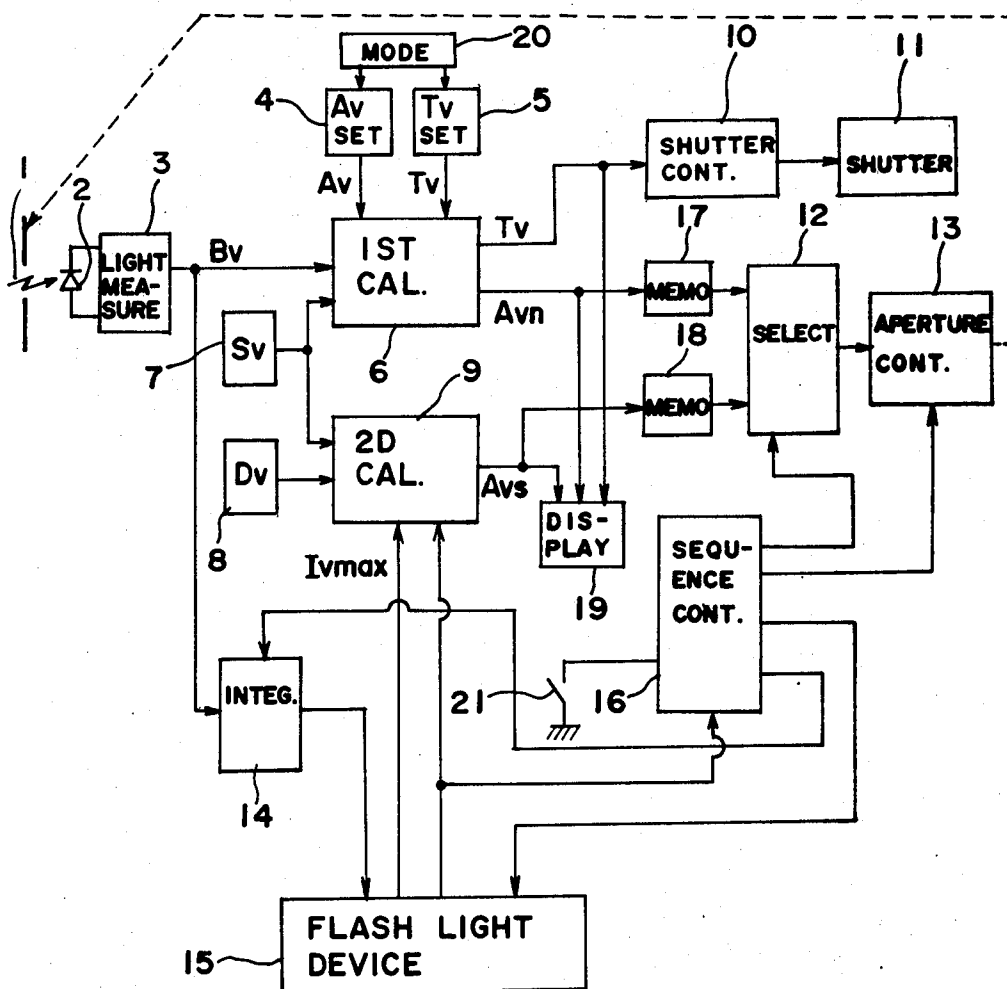 20
MODE
10
11
4
Av
SET
Tv
SET
5
SHUTTER
CONT.
SHUTTER
3
2
Av
Tv
Tv
17
12
13
LIGHT
MEA-
SURE
Bv
1ST
CAL.
MEMO
SELECT
APERTURE
CONT.
Avn
7
Sv
6
9
18
MEMO
2D
CAL.
Dv
Avs
8
DIS-
PLAY
SEQU-
ENCE
CONT.
Ivmax
19
INTEG.
21
16
14
FLASH LIGHT
DEVICE
15